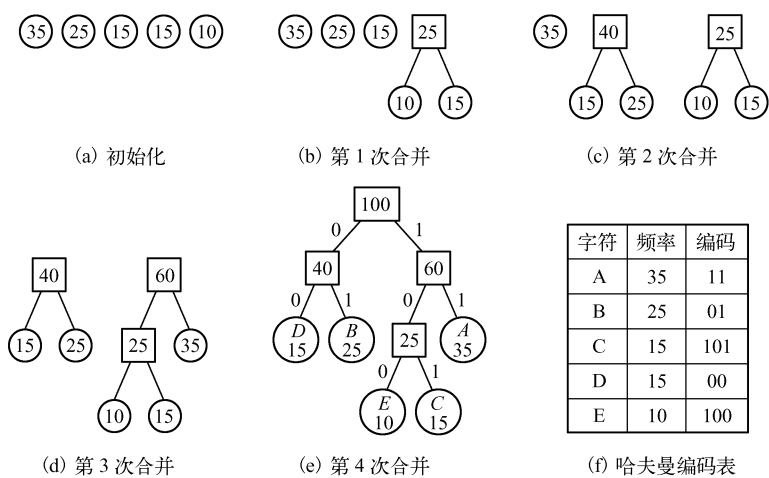 35 25 15 15 10
(a) 初始化
35 25 15 25
10 15
(b) 第1次合并
35 40 25
15 25 10 15
(c) 第2次合并
40 60
15 25 25 35
10 15
(d) 第3次合并
100
0 1
40 60
0 1 0 1
D B A
15 25 25 35
0 1
E C
10 15
(e) 第4次合并
字符 频率 编码
A 35 11
B 25 01
C 15 101
D 15 00
E 10 100
(f) 哈夫曼编码表